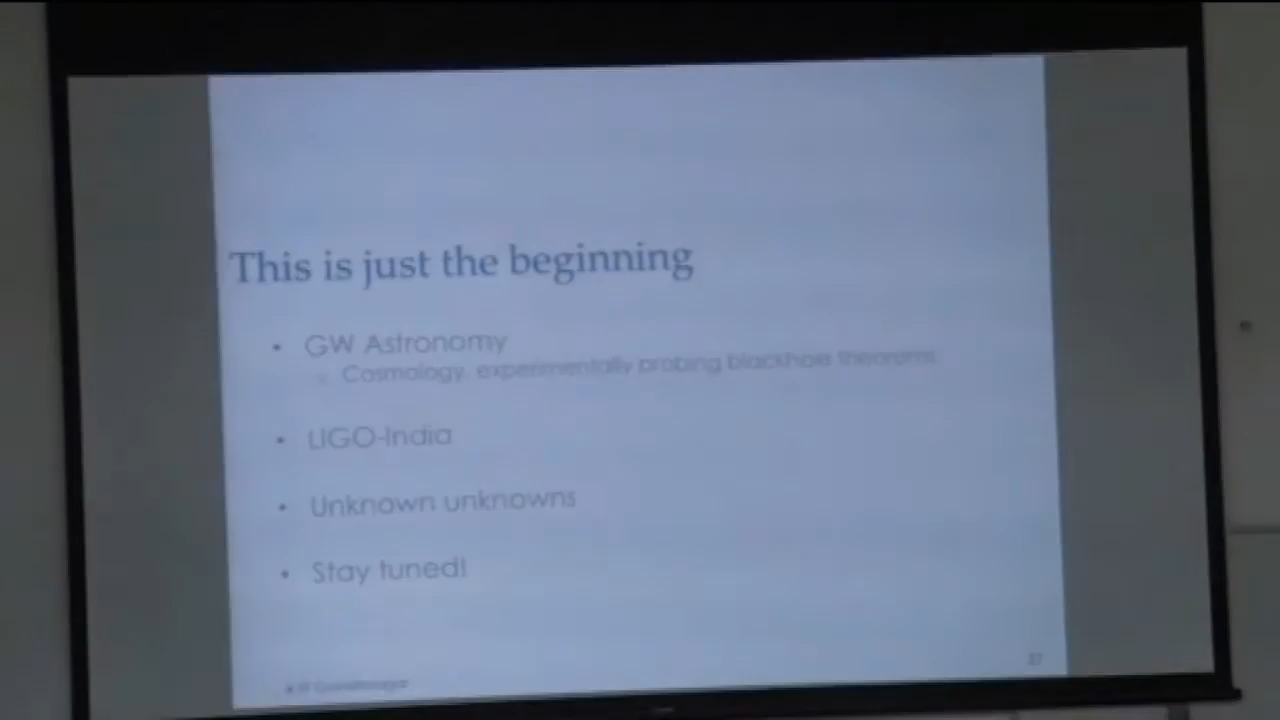 This is just the beginning
• GW Astronomy
Cosmology, experimentally probing blackhole theorems
• LIGO-India
• Unknown unknowns
• Stay tuned!